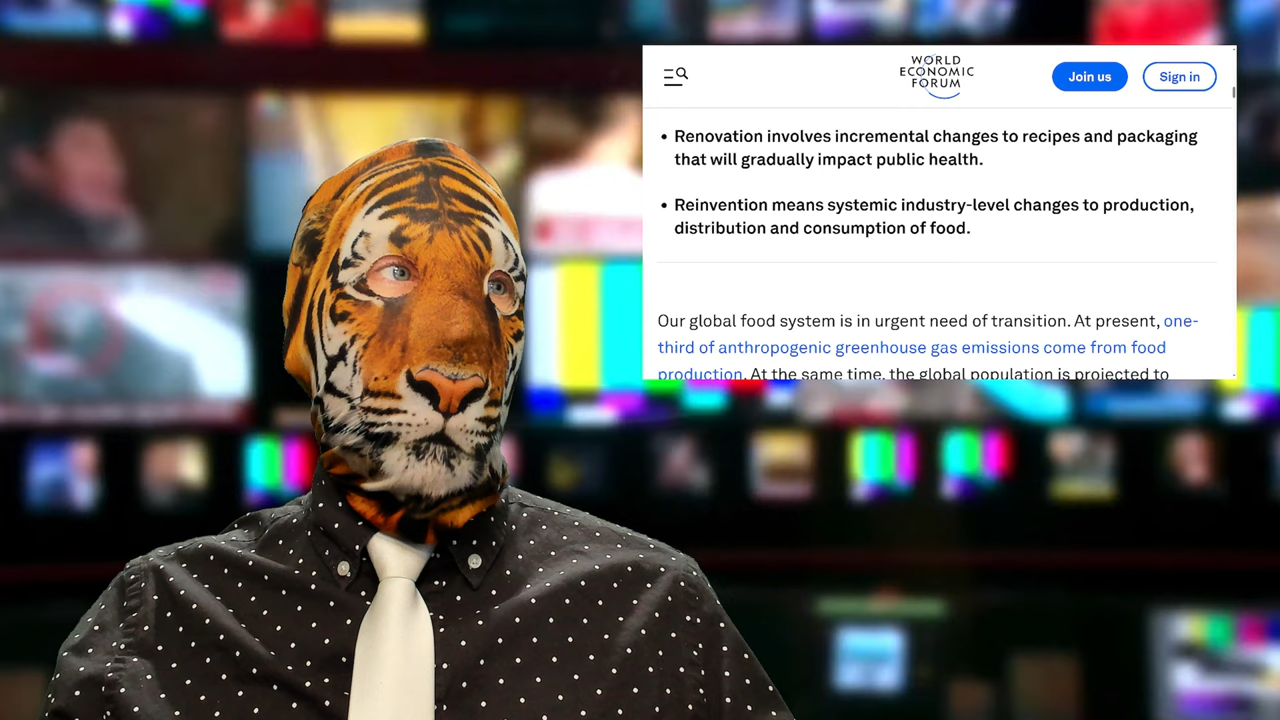 WORLD
ECONOMIC
FORUM
Join us
Sign in
• Renovation involves incremental changes to recipes and packaging
that will gradually impact public health.
• Reinvention means systemic industry-level changes to production,
distribution and consumption of food.
Our global food system is in urgent need of transition. At present, one-
third of anthropogenic greenhouse gas emissions come from food
production. At the same time, the global population is projected to